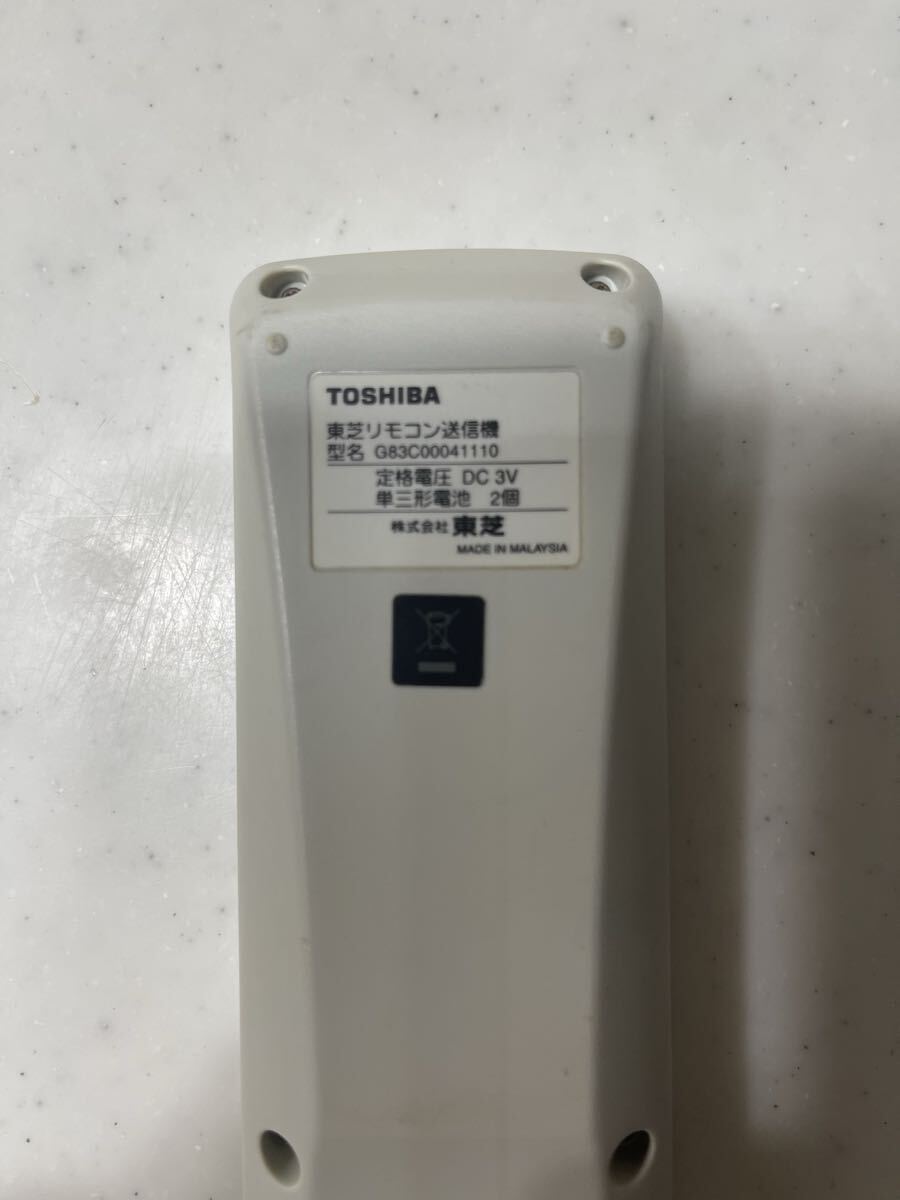 TOSHIBA
東芝リモコン送信機
型名 G83C00041110
定格電圧 DC 3V
単三形電池 2個
株式会社 東芝
MADE IN MALAYSIA